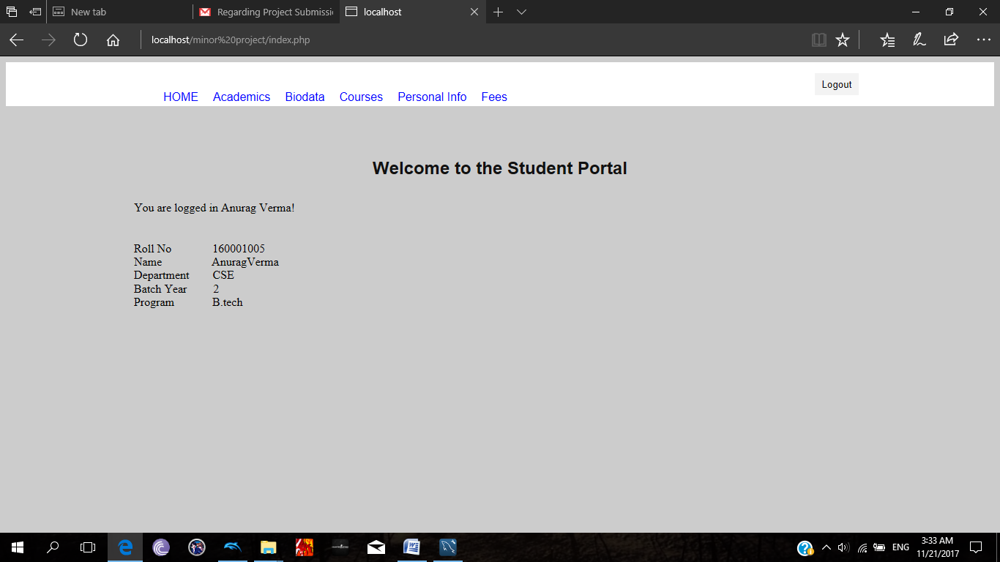 New tab
Regarding Project Submissi
localhost
localhost/minor%20project/index.php
Logout
HOME Academics Biodata Courses Personal Info Fees
Welcome to the Student Portal
You are logged in Anurag Verma!
Roll No 160001005
Name AnuragVerma
Department CSE
Batch Year 2
Program B.tech
ENG
3:33 AM
11/21/2017